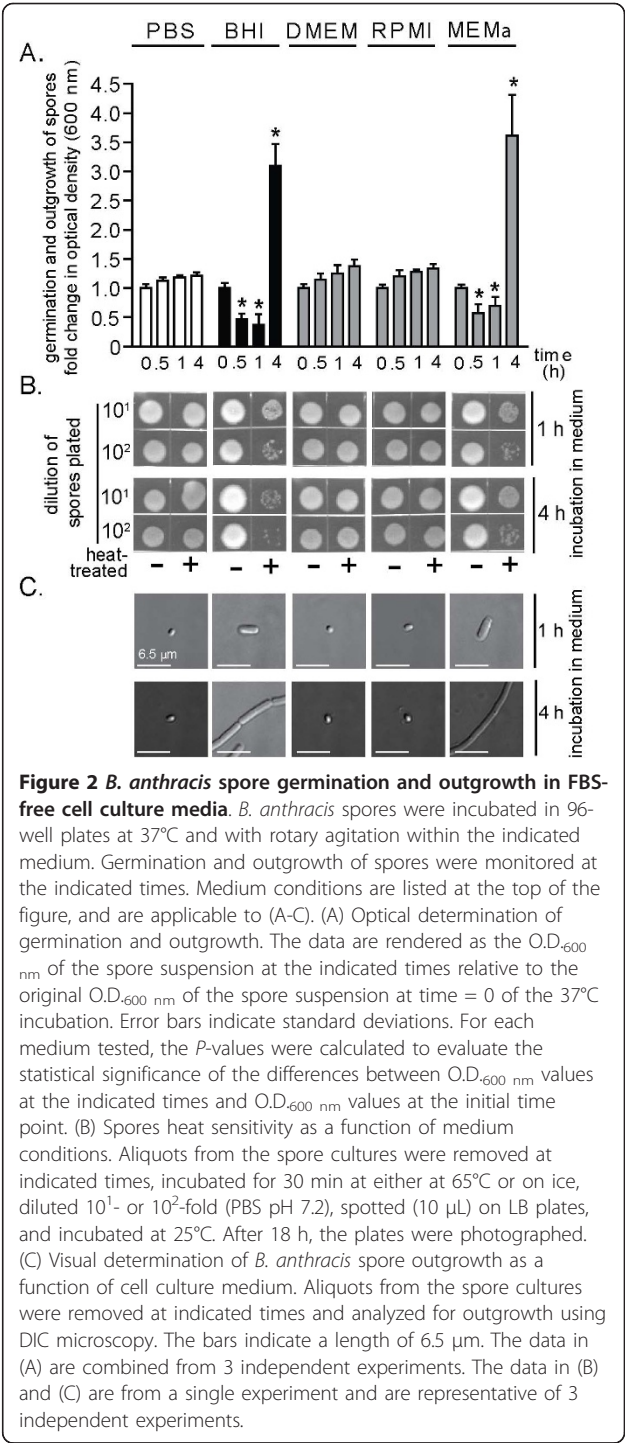 PBS BHI DMEM RPMI MEMa
A.
germination and outgrowth of spores
fold change in optical density (600 nm)
4.5
4.0
3.5
3.0
2.5
2.0
1.5
1.0
0.5
0
* * *
* * *
0 .5 1 4 0 .5 1 4 0 .5 1 4 0 .5 1 4 0 .5 1 4 time
(h)
B.
dilution of
spores plated
10¹
10²
10¹
10²
1 h
4 h
incubation in medium
heat-
treated
– + – + – + – + – +
C.
6.5 µm
1 h
4 h
incubation in medium
Figure 2 B. anthracis spore germination and outgrowth in FBS-
free cell culture media. B. anthracis spores were incubated in 96-
well plates at 37°C and with rotary agitation within the indicated
medium. Germination and outgrowth of spores were monitored at
the indicated times. Medium conditions are listed at the top of the
figure, and are applicable to (A-C). (A) Optical determination of
germination and outgrowth. The data are rendered as the O.D.600
nm of the spore suspension at the indicated times relative to the
original O.D.600 nm of the spore suspension at time = 0 of the 37°C
incubation. Error bars indicate standard deviations. For each
medium tested, the P-values were calculated to evaluate the
statistical significance of the differences between O.D.600 nm values
at the indicated times and O.D.600 nm values at the initial time
point. (B) Spores heat sensitivity as a function of medium
conditions. Aliquots from the spore cultures were removed at
indicated times, incubated for 30 min at either at 65°C or on ice,
diluted 10¹- or 10²-fold (PBS pH 7.2), spotted (10 µL) on LB plates,
and incubated at 25°C. After 18 h, the plates were photographed.
(C) Visual determination of B. anthracis spore outgrowth as a
function of cell culture medium. Aliquots from the spore cultures
were removed at indicated times and analyzed for outgrowth using
DIC microscopy. The bars indicate a length of 6.5 µm. The data in
(A) are combined from 3 independent experiments. The data in (B)
and (C) are from a single experiment and are representative of 3
independent experiments.